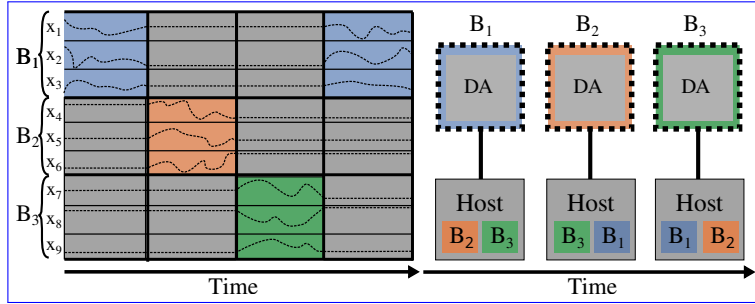 B₁
x₁
x₂
x₃
B₂
x₄
x₅
x₆
B₃
x₇
x₈
x₉
Time
B₁ B₂ B₃
DA DA DA
Host Host Host
B₂ B₃ B₃ B₁ B₁ B₂
Time